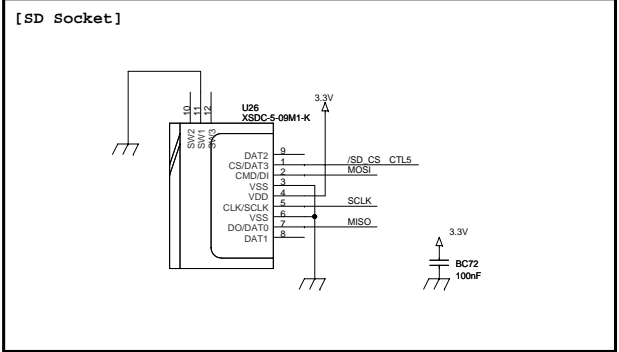 [SD Socket]
3.3V
10
11
12
U26
XSDC-5-09M1-K
SW2
SW1
SW3
DAT2 9
CS/DAT3 1 /SD_CS CTL5
CMD/DI 2 MOSI
VSS 3
VDD 4
CLK/SCLK 5 SCLK
VSS 6
DO/DAT0 7 MISO
DAT1 8
3.3V
BC72
100nF